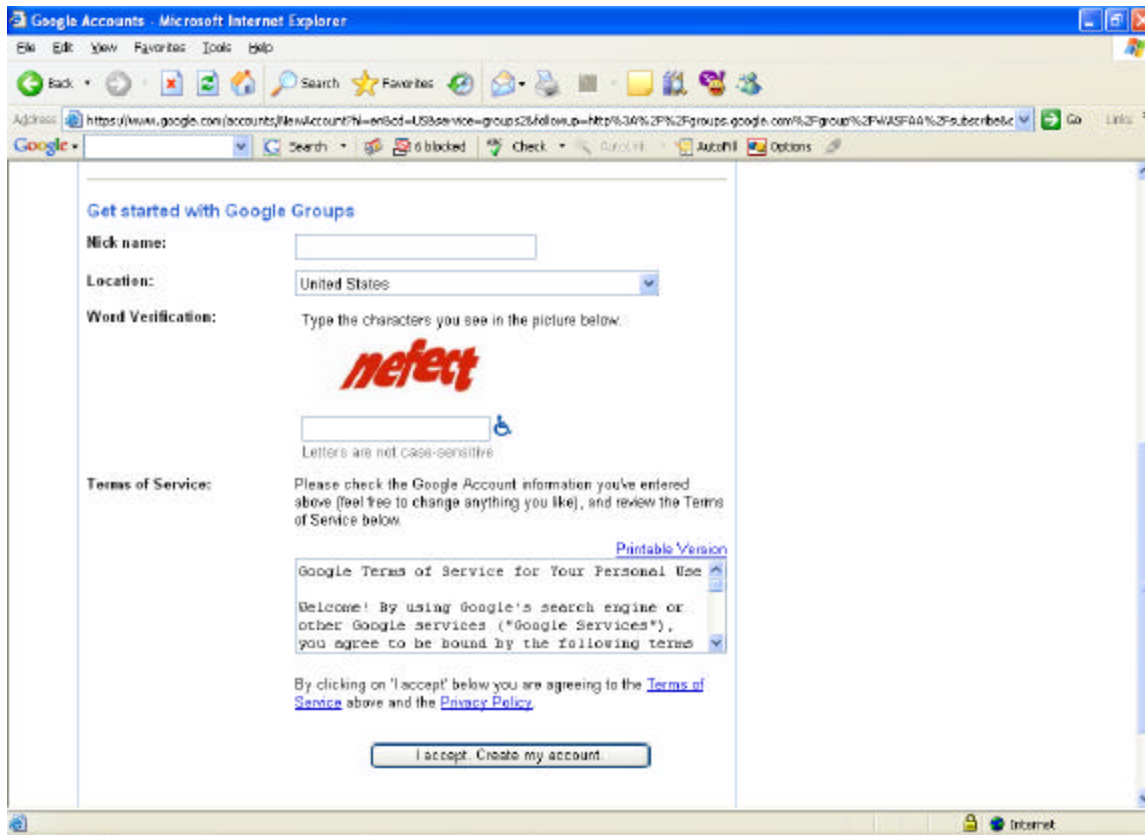 Google Accounts - Microsoft Internet Explorer
File Edit View Favorites Tools Help
Back Search Favorites
Address https://www.google.com/accounts/NewAccount?hl=en&cd=US&service=groups2&followup=http%3A%2F%2Fgroups.google.com%2Fgroup%2FWASFAA%2Fsubscribe&c Go Links
Google Search 6 blocked Check AutoLink AutoFill Options
Get started with Google Groups
Nick name:
Location: United States
Word Verification: Type the characters you see in the picture below.
nefect
Letters are not case-sensitive
Terms of Service: Please check the Google Account information you've entered
above (feel free to change anything you like), and review the Terms
of Service below.
Printable Version
Google Terms of Service for Your Personal Use
Welcome! By using Google's search engine or
other Google services ("Google Services"),
you agree to be bound by the following terms
By clicking on 'I accept' below you are agreeing to the Terms of
Service above and the Privacy Policy.
I accept. Create my account.
Internet